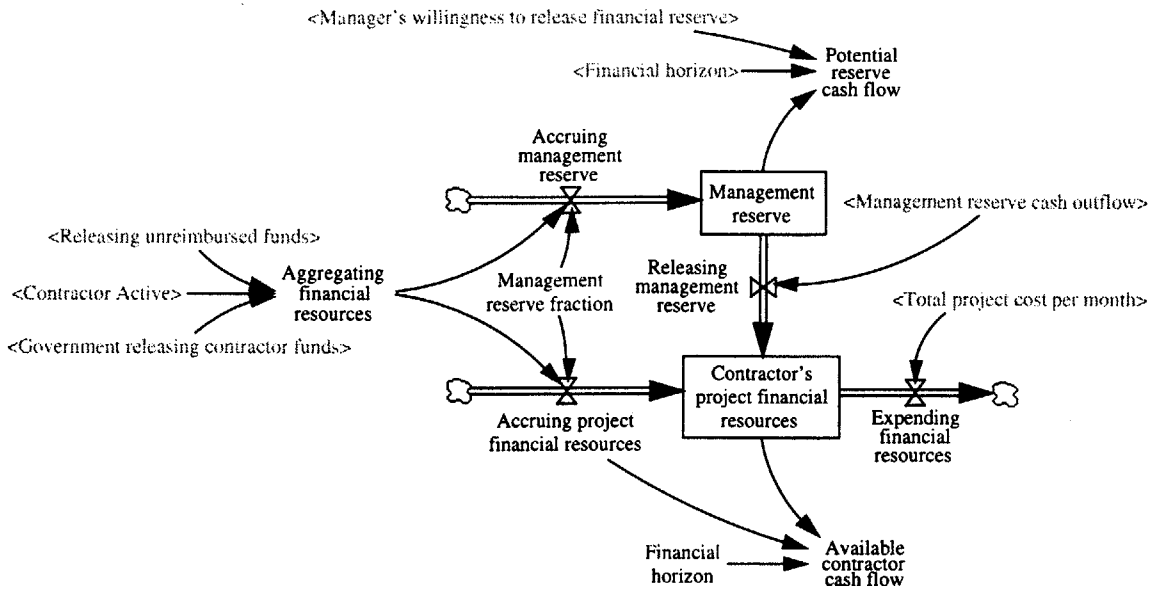 <Manager's willingness to release financial reserve>
<Financial horizon>
Potential
reserve
cash flow
Accruing
management
reserve
Management
reserve
<Management reserve cash outflow>
<Releasing unreimbursed funds>
<Contractor Active>
<Government releasing contractor funds>
Aggregating
financial
resources
Management
reserve fraction
Releasing
management
reserve
<Total project cost per month>
Contractor's
project financial
resources
Accruing project
financial resources
Expending
financial
resources
Financial
horizon
Available
contractor
cash flow